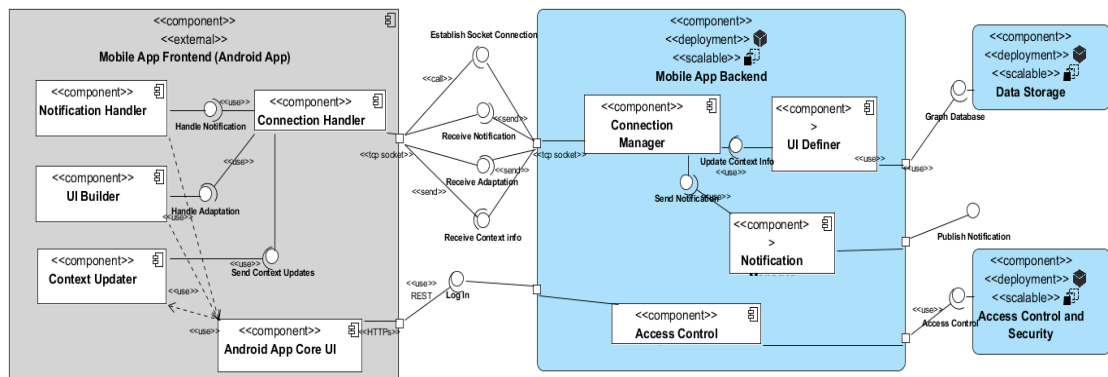 <<component>>
<<external>>
Mobile App Frontend (Android App)
<<component>>
Notification Handler
<<use>>
Handle Notification
<<component>>
Connection Handler
<<component>>
UI Builder
<<use>>
Handle Adaptation
<<use>>
<<component>>
Context Updater
<<use>>
Send Context Updates
<<use>>
<<use>>
<<component>>
Android App Core UI
<<HTTPs>>
<<tcp socket>>
Establish Socket Connection
<<call>>
<<send>>
Receive Notification
Receive Adaptation
<<send>>
<<send>>
Receive Context info
<<use>>
REST
Log In
<<component>>
<<deployment>>
<<scalable>>
Mobile App Backend
<<tcp socket>>
<<component>>
Connection
Manager
Update Context Info
<<use>>
<<component>
>
UI Definer
<<use>>
Send Notification
<<component>
>
Notification
<<component>>
Access Control
<<use>>
Graph Database
<<component>>
<<deployment>>
<<scalable>>
Data Storage
Publish Notification
<<use>>
Access Control
<<component>>
<<deployment>>
<<scalable>>
Access Control and
Security